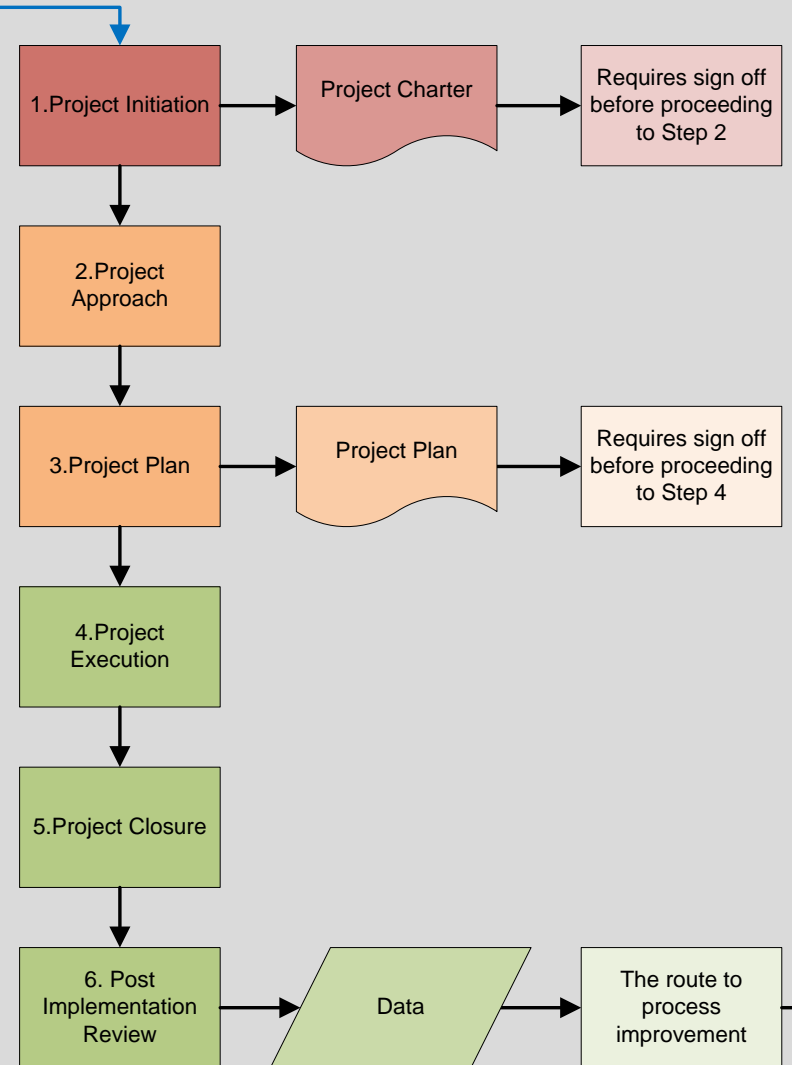 1.Project Initiation
Project Charter
Requires sign off
before proceeding
to Step 2
2.Project
Approach
3.Project Plan
Project Plan
Requires sign off
before proceeding
to Step 4
4.Project
Execution
5.Project Closure
6. Post
Implementation
Review
Data
The route to
process
improvement